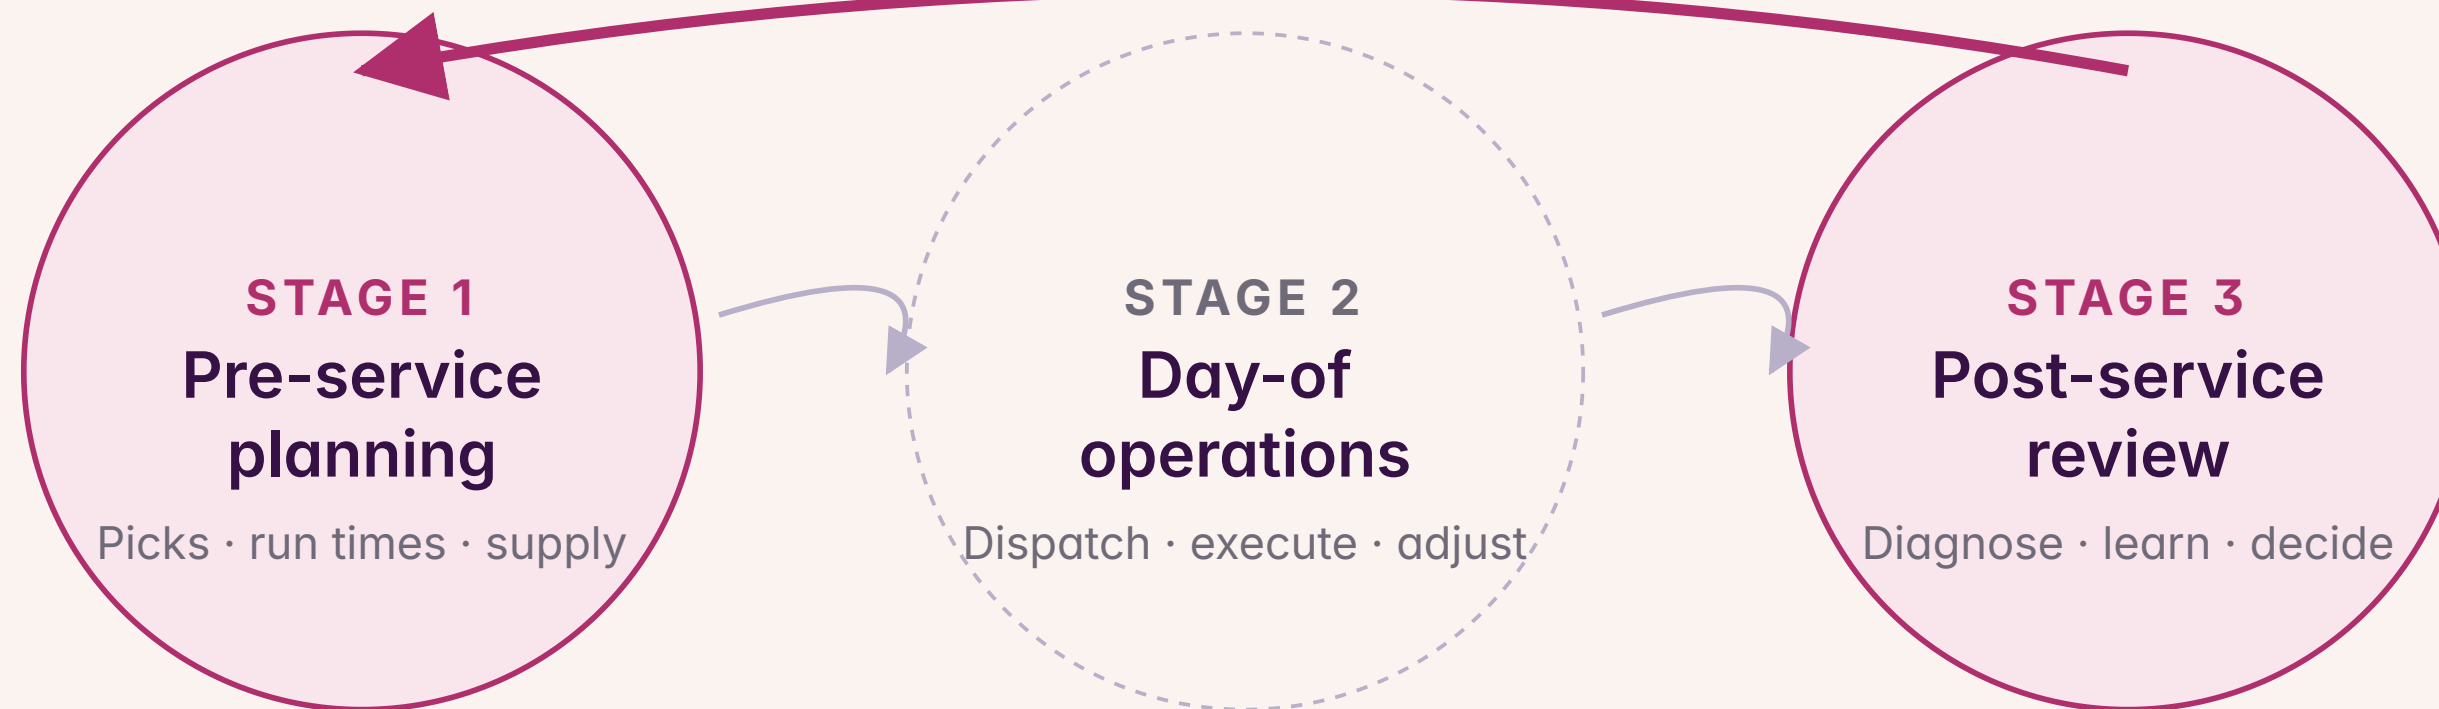 STAGE 1
Pre-service
planning
Picks · run times · supply
STAGE 2
Day-of
operations
Dispatch · execute · adjust
STAGE 3
Post-service
review
Diagnose · learn · decide